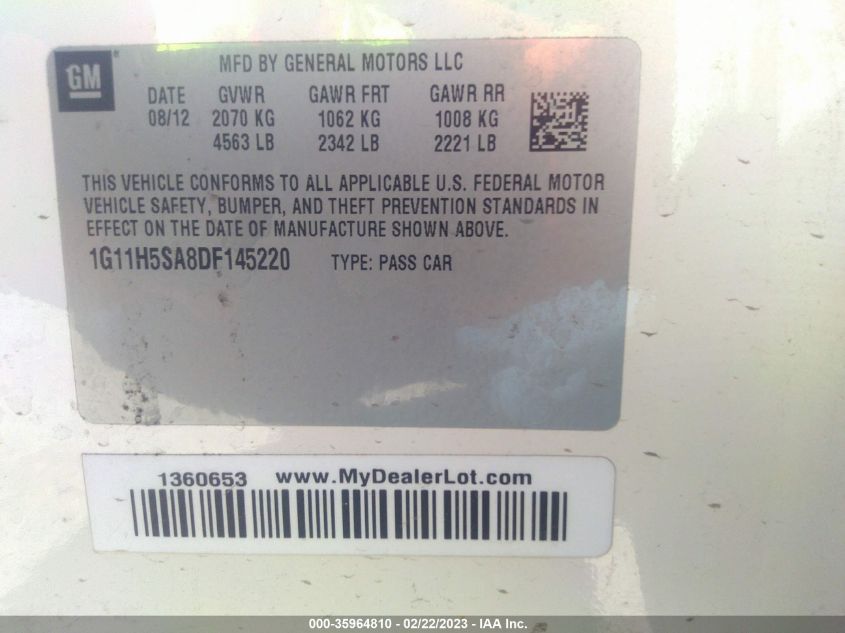 GM
MFD BY GENERAL MOTORS LLC
DATE GVWR GAWR FRT GAWR RR
08/12 2070 KG 1062 KG 1008 KG
4563 LB 2342 LB 2221 LB
THIS VEHICLE CONFORMS TO ALL APPLICABLE U.S. FEDERAL MOTOR
VEHICLE SAFETY, BUMPER, AND THEFT PREVENTION STANDARDS IN
EFFECT ON THE DATE OF MANUFACTURE SHOWN ABOVE.
1G11H5SA8DF145220 TYPE: PASS CAR
1360653 www.MyDealerLot.com
000-35964810 - 02/22/2023 - IAA Inc.